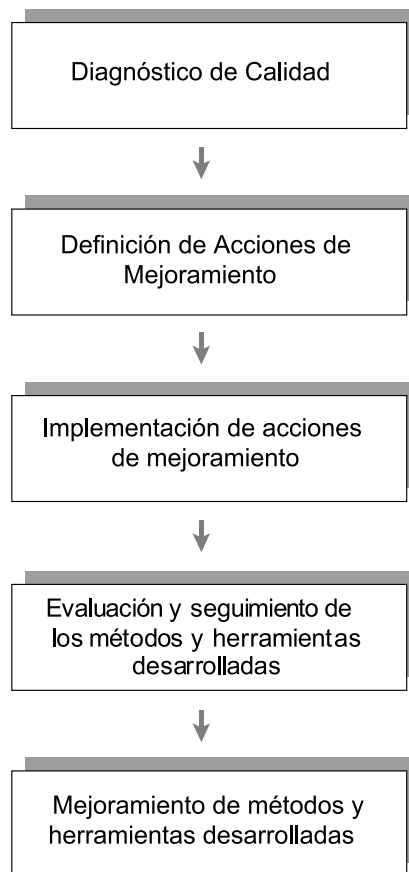 Diagnóstico de Calidad
Definición de Acciones de
Mejoramiento
Implementación de acciones
de mejoramiento
Evaluación y seguimiento de
los métodos y herramientas
desarrolladas
Mejoramiento de métodos y
herramientas desarrolladas